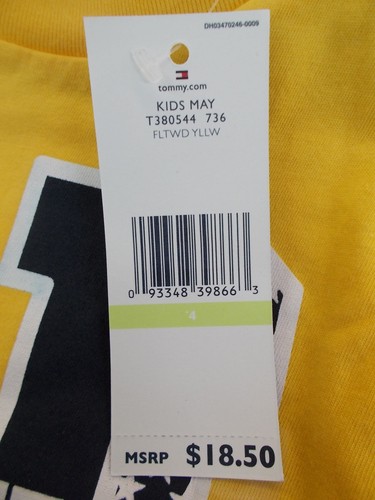 DH03470246-0009
tommy.com
KIDS MAY
T380544 736
FLTWD YLLW
0 93348 39866 3
4
MSRP $18.50